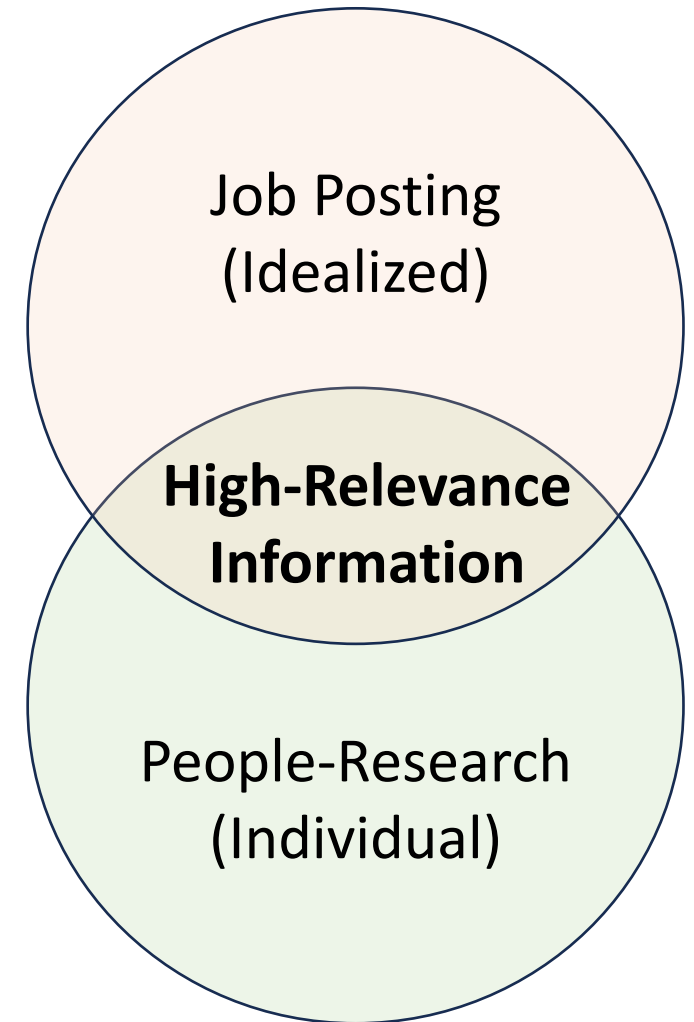 Job Posting
(Idealized)
High-Relevance
Information
People-Research
(Individual)